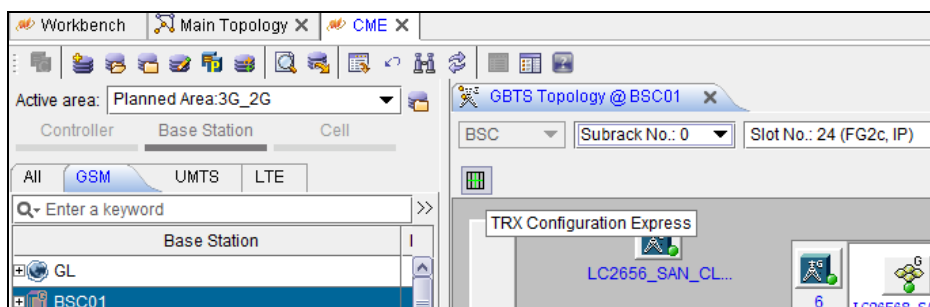 Workbench Main Topology CME
Active area: Planned Area:3G_2G
Controller Base Station Cell
All GSM UMTS LTE
Enter a keyword
Base Station
GL
BSC01
GBTS Topology @ BSC01
BSC Subrack No.: 0 Slot No.: 24 (FG2c, IP)
TRX Configuration Express
LC2656_SAN_CL...
6